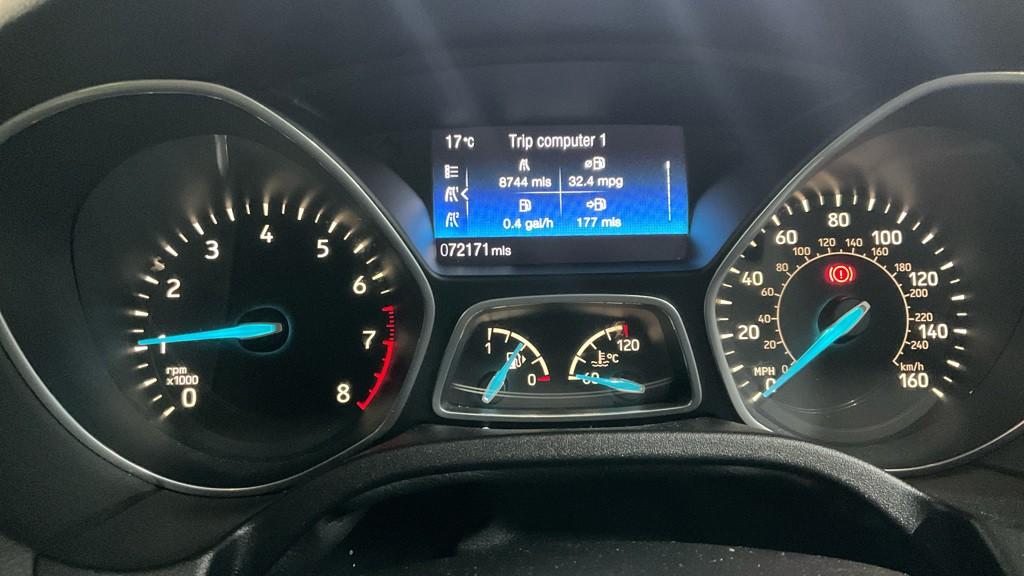 17°C Trip computer 1
8744 mls 32.4 mpg
0.4 gal/h 177 mls
072171 mls
0 1 2 3 4 5 6 7 8
rpm
x1000
1 0
60 °C 120
0 20 40 60 80 100 120 140 160
MPH
0 20 40 60 80 100 120 140 160 180 200 220 240
km/h